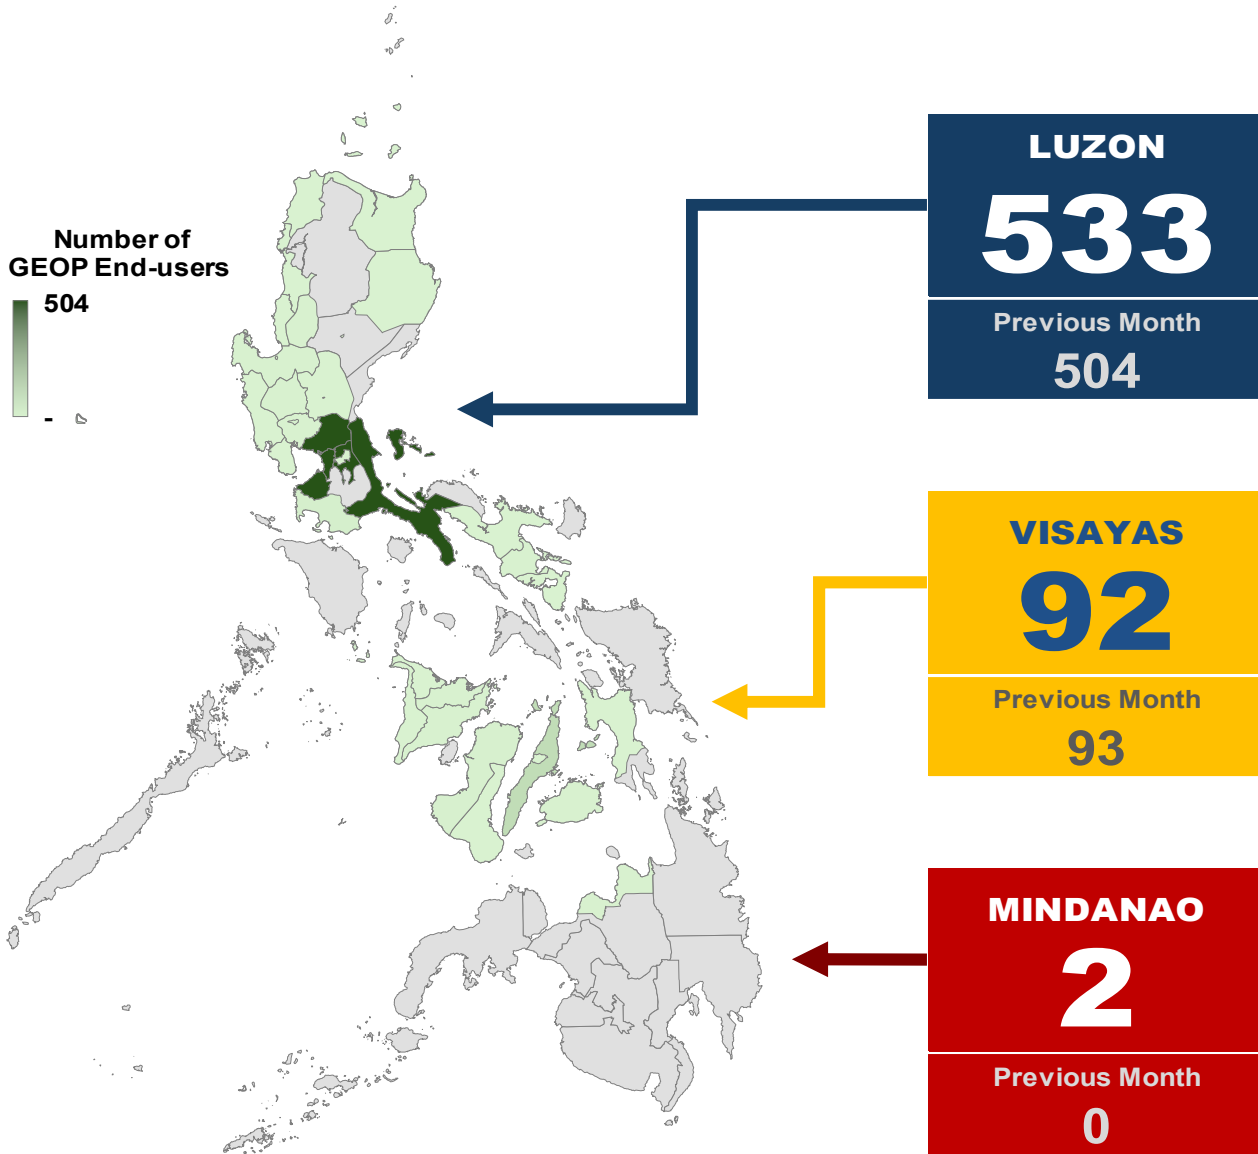 Number of
GEOP End-users
504
-
LUZON
533
Previous Month
504
VISAYAS
92
Previous Month
93
MINDANAO
2
Previous Month
0